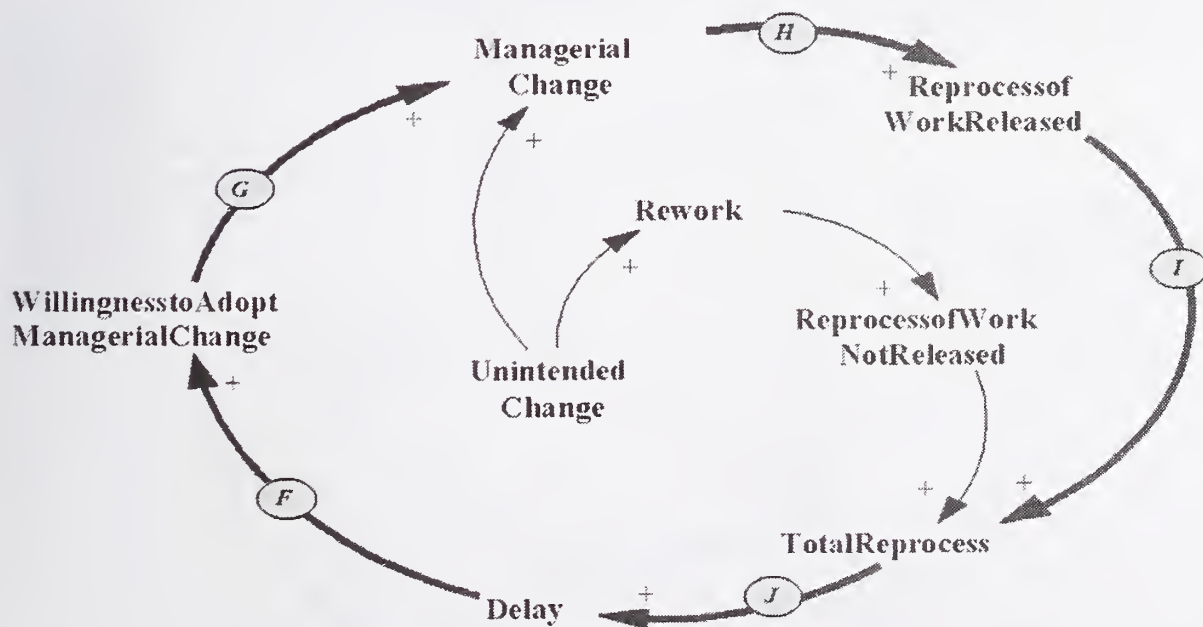 H
Managerial
Change
+
Reprocessof
WorkReleased
+
+
G
Rework
+
I
WillingnesstoAdopt
ManagerialChange
+
ReprocessofWork
NotReleased
Unintended
Change
+
F
+
+
TotalReprocess
J
+
Delay